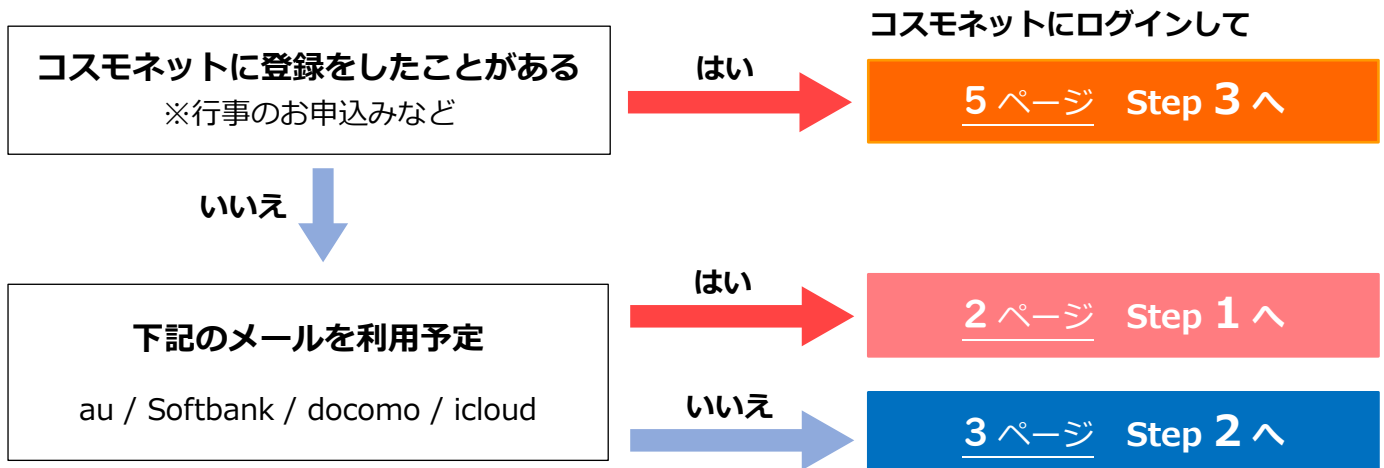 コスモネットにログインして
コスモネットに登録をしたことがある
※行事のお申込みなど
はい
5 ページ Step 3 へ
いいえ
下記のメールを利用予定
au / Softbank / docomo / icloud
はい
2 ページ Step 1 へ
いいえ
3 ページ Step 2 へ